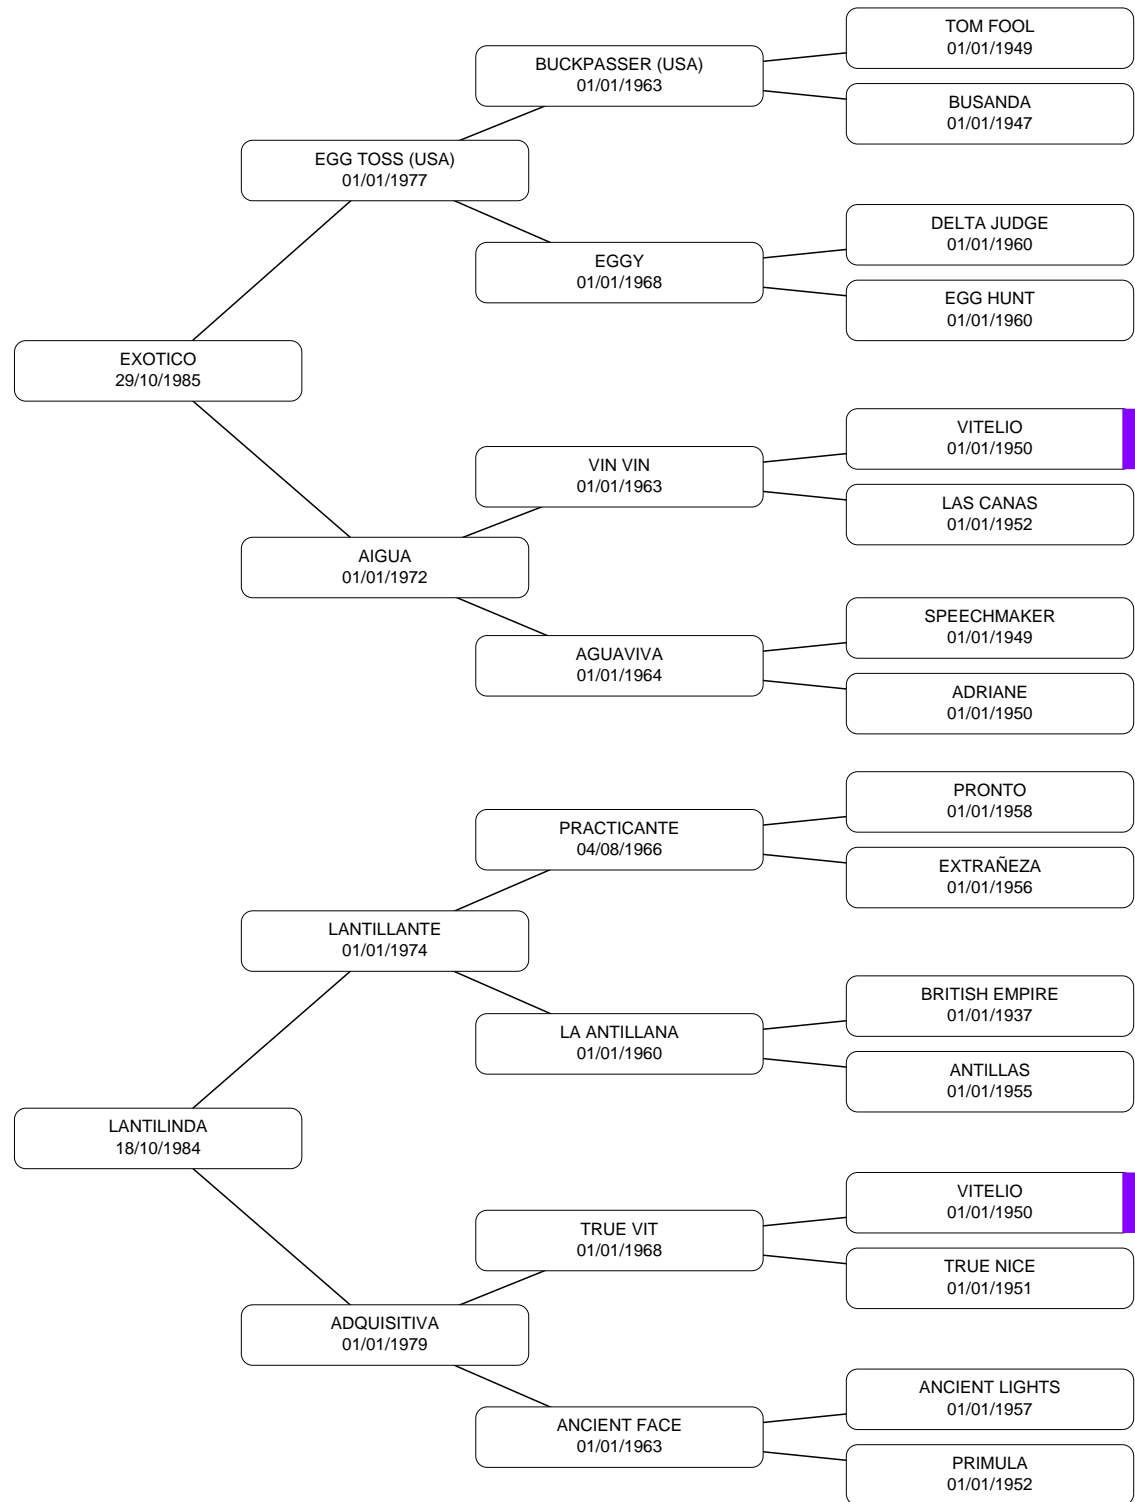 TOM FOOL
01/01/1949
BUCKPASSER (USA)
01/01/1963
BUSANDA
01/01/1947
EGG TOSS (USA)
01/01/1977
DELTA JUDGE
01/01/1960
EGGY
01/01/1968
EGG HUNT
01/01/1960
EXOTICO
29/10/1985
VITELIO
01/01/1950
VIN VIN
01/01/1963
LAS CANAS
01/01/1952
AIGUA
01/01/1972
SPEECHMAKER
01/01/1949
AGUAVIVA
01/01/1964
ADRIANE
01/01/1950
PRONTO
01/01/1958
PRACTICANTE
04/08/1966
EXTRAÑEZA
01/01/1956
LANTILLANTE
01/01/1974
BRITISH EMPIRE
01/01/1937
LA ANTILLANA
01/01/1960
ANTILLAS
01/01/1955
LANTILINDA
18/10/1984
VITELIO
01/01/1950
TRUE VIT
01/01/1968
TRUE NICE
01/01/1951
ADQUISITIVA
01/01/1979
ANCIENT LIGHTS
01/01/1957
ANCIENT FACE
01/01/1963
PRIMULA
01/01/1952